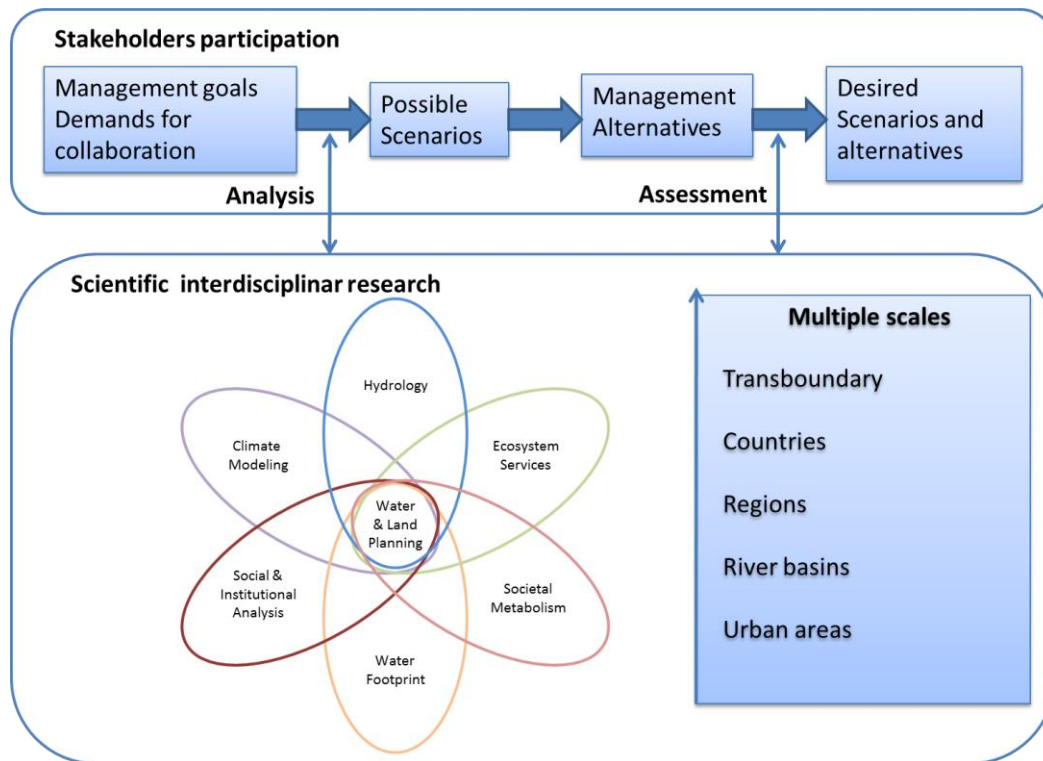 Stakeholders participation
Management goals
Demands for
collaboration
Possible
Scenarios
Management
Alternatives
Desired
Scenarios and
alternatives
Analysis
Assessment
Scientific interdisciplinar research
Hydrology
Climate
Modeling
Ecosystem
Services
Water
& Land
Planning
Social &
Institutional
Analysis
Societal
Metabolism
Water
Footprint
Multiple scales
Transboundary
Countries
Regions
River basins
Urban areas